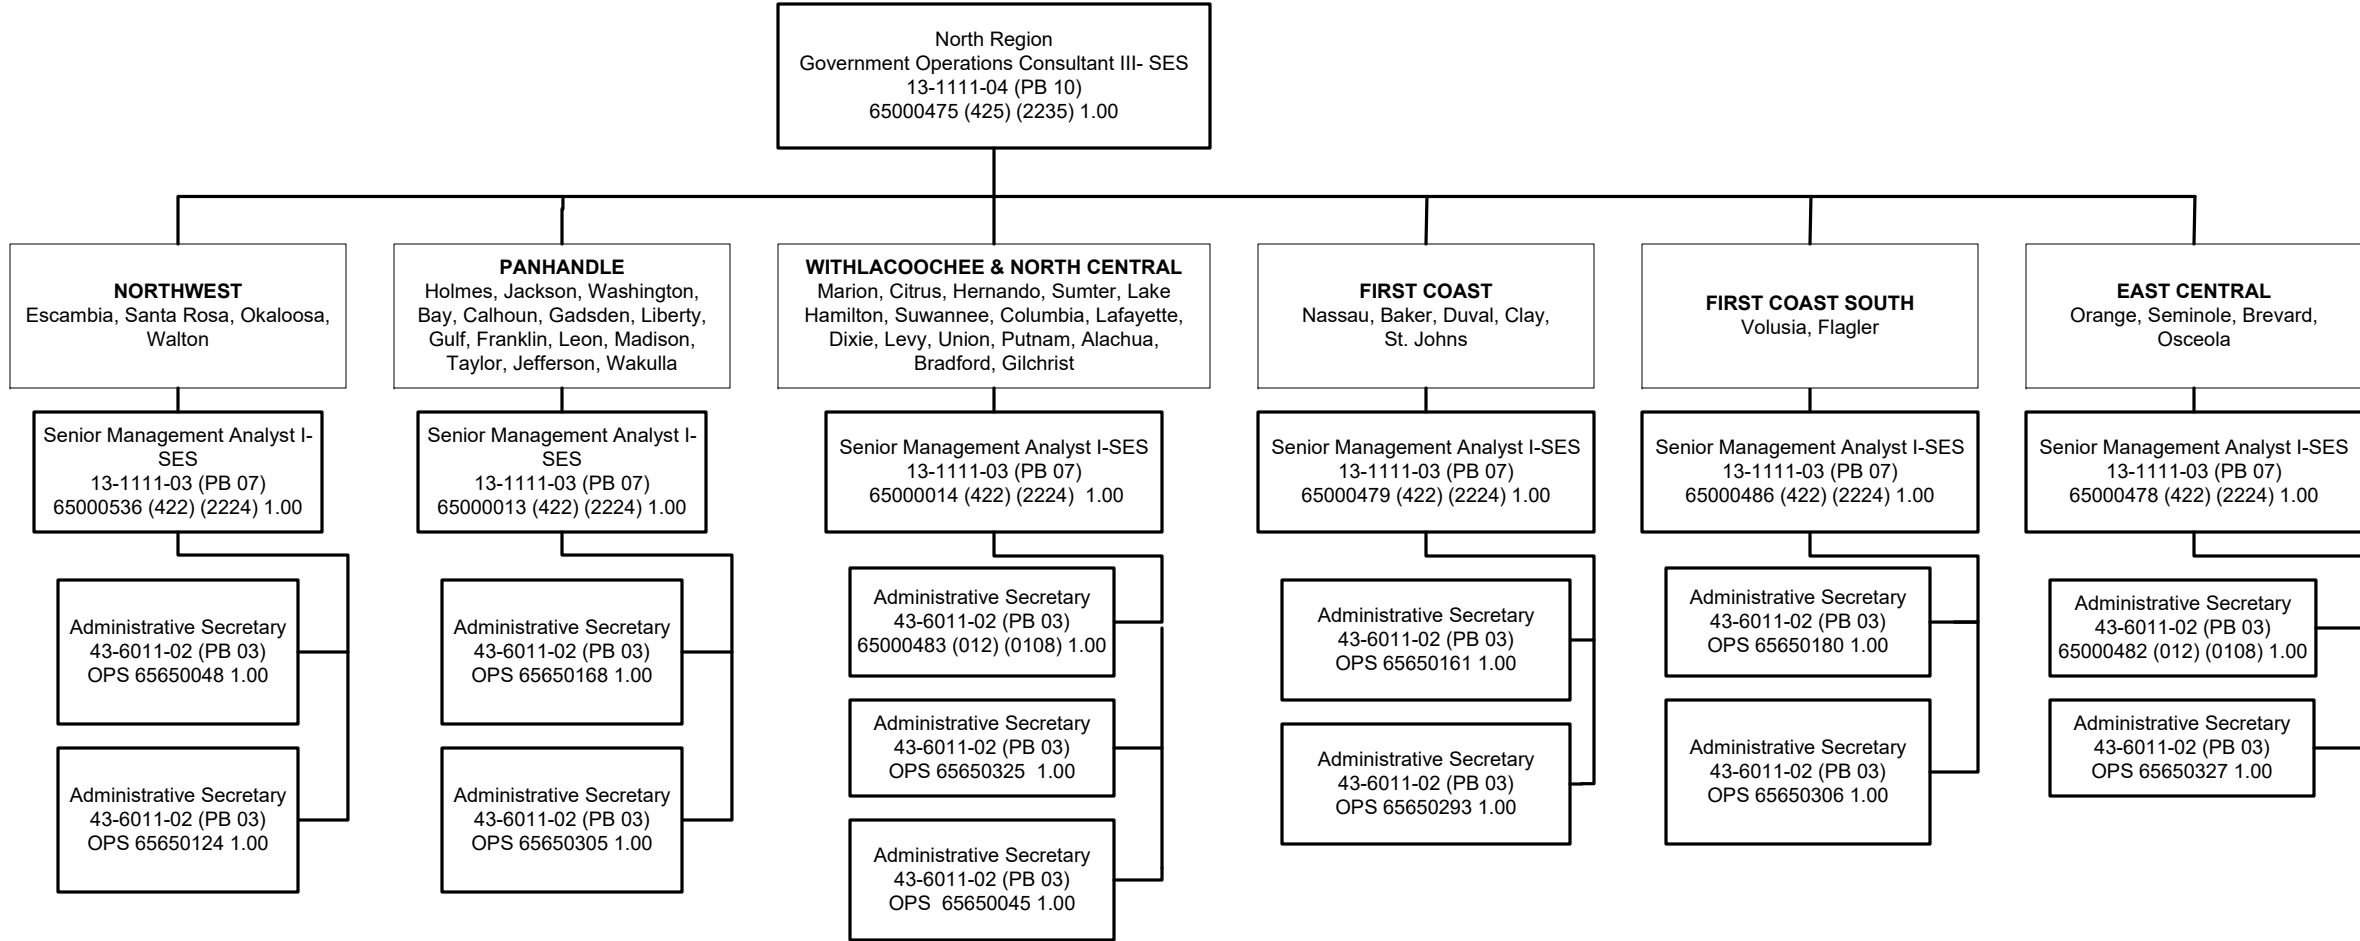 North Region
Government Operations Consultant III- SES
13-1111-04 (PB 10)
65000475 (425) (2235) 1.00
NORTHWEST
Escambia, Santa Rosa, Okaloosa,
Walton
Senior Management Analyst I-
SES
13-1111-03 (PB 07)
65000536 (422) (2224) 1.00
Administrative Secretary
43-6011-02 (PB 03)
OPS 65650048 1.00
Administrative Secretary
43-6011-02 (PB 03)
OPS 65650124 1.00
PANHANDLE
Holmes, Jackson, Washington,
Bay, Calhoun, Gadsden, Liberty,
Gulf, Franklin, Leon, Madison,
Taylor, Jefferson, Wakulla
Senior Management Analyst I-
SES
13-1111-03 (PB 07)
65000013 (422) (2224) 1.00
Administrative Secretary
43-6011-02 (PB 03)
OPS 65650168 1.00
Administrative Secretary
43-6011-02 (PB 03)
OPS 65650305 1.00
WITHLACOOCHEE & NORTH CENTRAL
Marion, Citrus, Hernando, Sumter, Lake
Hamilton, Suwannee, Columbia, Lafayette,
Dixie, Levy, Union, Putnam, Alachua,
Bradford, Gilchrist
Senior Management Analyst I-SES
13-1111-03 (PB 07)
65000014 (422) (2224)  1.00
Administrative Secretary
43-6011-02 (PB 03)
65000483 (012) (0108) 1.00
Administrative Secretary
43-6011-02 (PB 03)
OPS 65650325  1.00
Administrative Secretary
43-6011-02 (PB 03)
OPS  65650045 1.00
FIRST COAST
Nassau, Baker, Duval, Clay,
St. Johns
Senior Management Analyst I-SES
13-1111-03 (PB 07)
65000479 (422) (2224) 1.00
Administrative Secretary
43-6011-02 (PB 03)
OPS 65650161 1.00
Administrative Secretary
43-6011-02 (PB 03)
OPS 65650293 1.00
FIRST COAST SOUTH
Volusia, Flagler
Senior Management Analyst I-SES
13-1111-03 (PB 07)
65000486 (422) (2224) 1.00
Administrative Secretary
43-6011-02 (PB 03)
OPS 65650180 1.00
Administrative Secretary
43-6011-02 (PB 03)
OPS 65650306 1.00
EAST CENTRAL
Orange, Seminole, Brevard,
Osceola
Senior Management Analyst I-SES
13-1111-03 (PB 07)
65000478 (422) (2224) 1.00
Administrative Secretary
43-6011-02 (PB 03)
65000482 (012) (0108) 1.00
Administrative Secretary
43-6011-02 (PB 03)
OPS 65650327 1.00